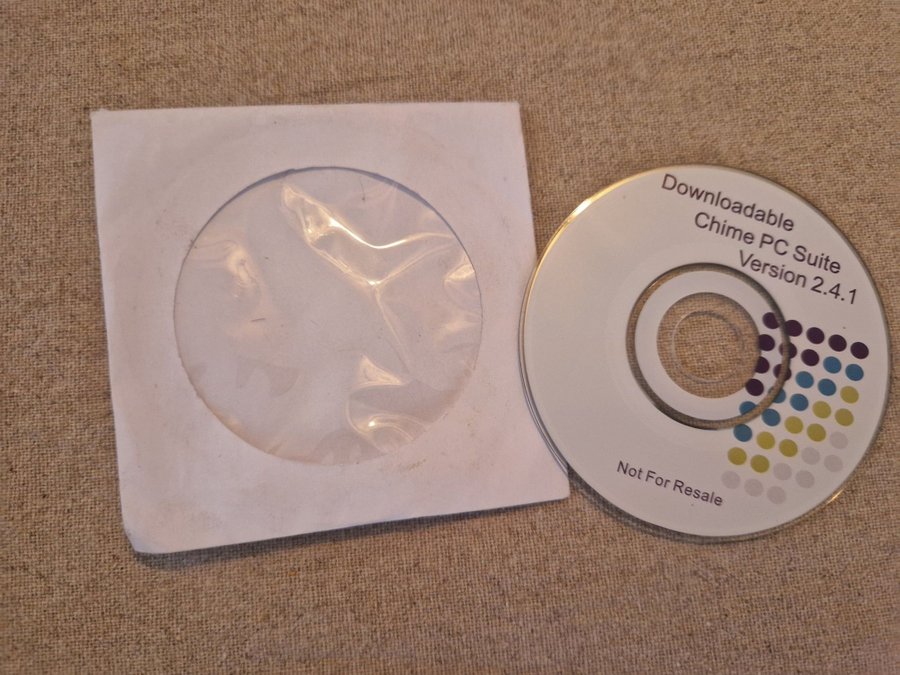 Downloadable
Chime PC Suite
Version 2.4.1
Not For Resale